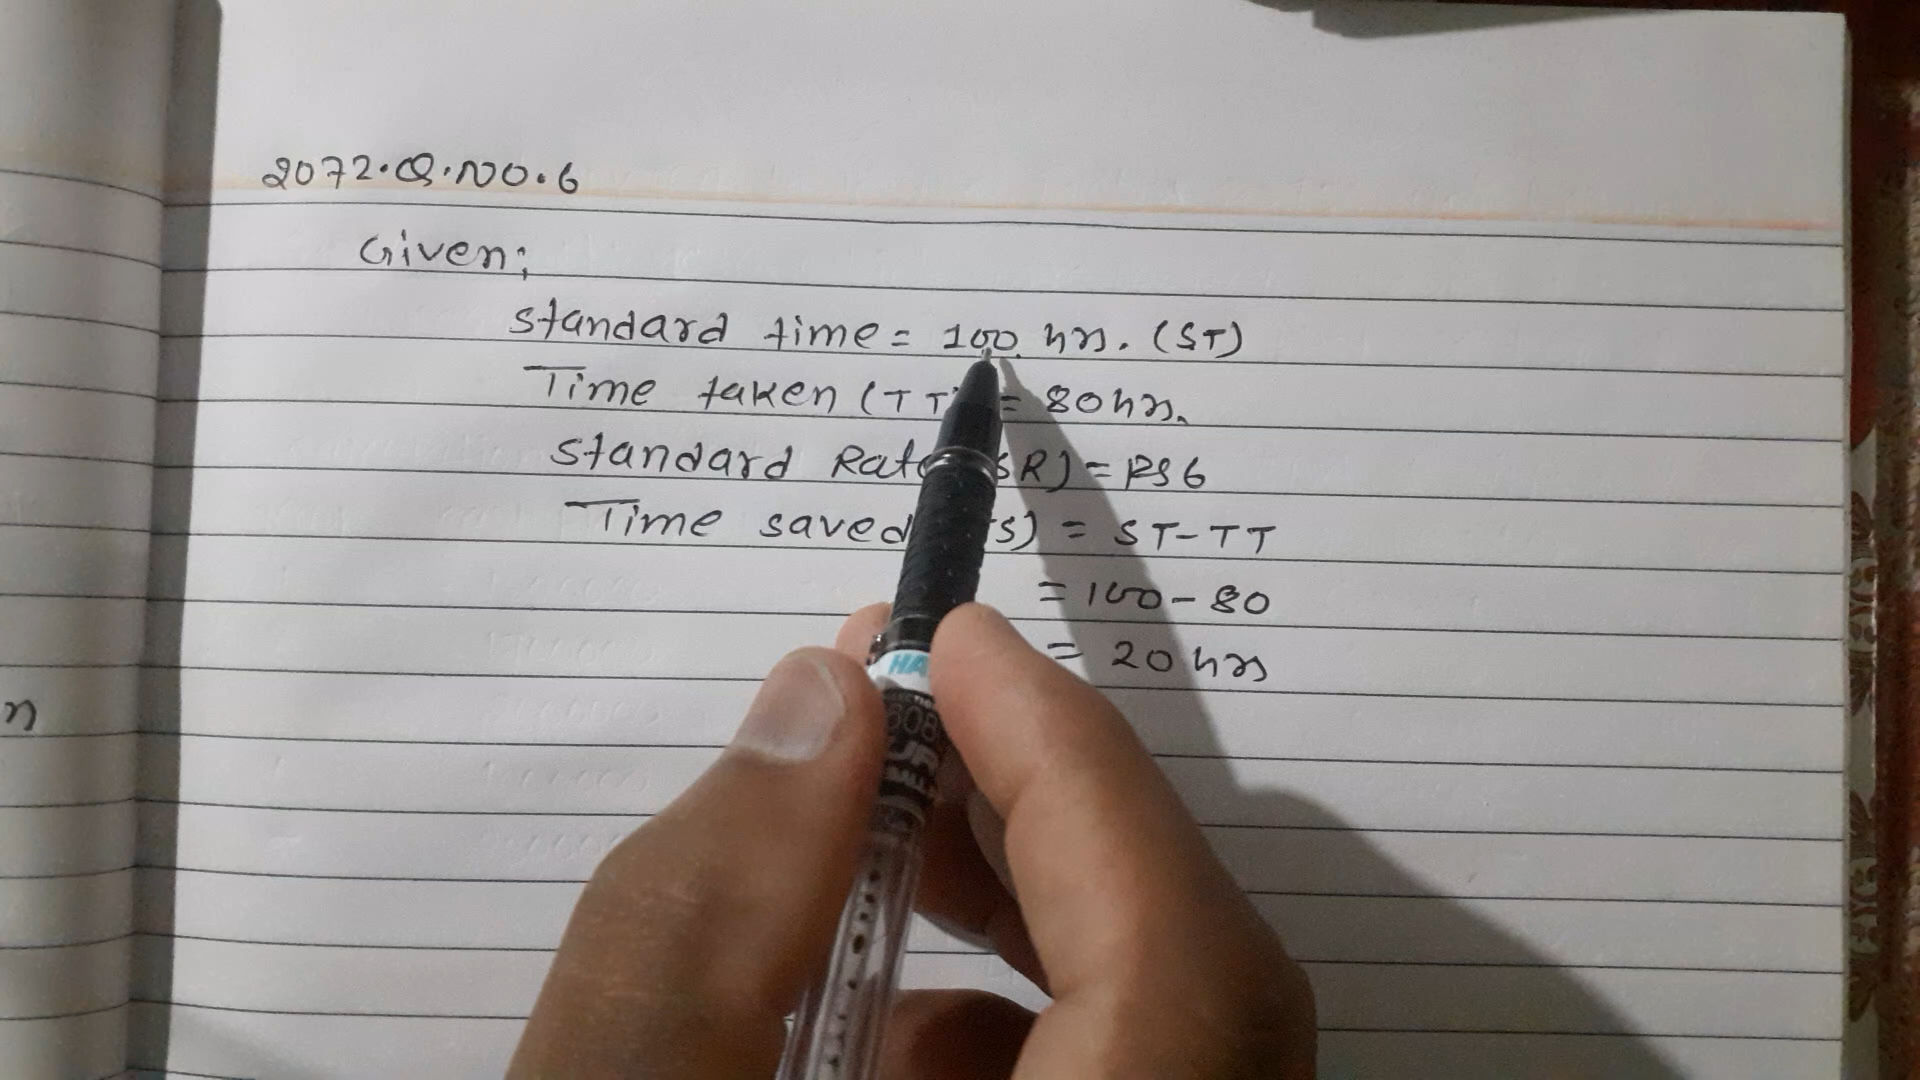 2072.Q.NO.6
Given;
Standard time = 100 hrs. (ST)
Time taken (TT = 80hrs.
Standard Rate SR) = RS 6
Time saved S) = ST-TT
= 100-80
= 20 hrs
n
HA